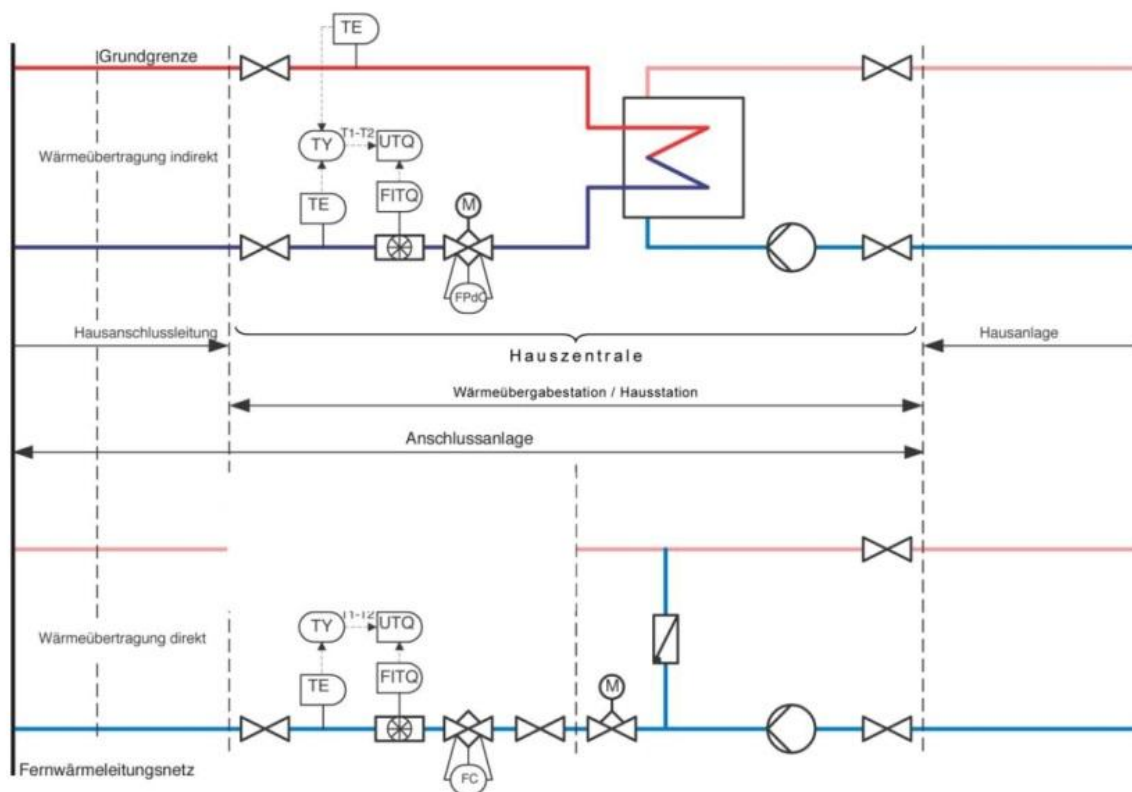 TE
Grundgrenze
TY
T1-T2
UTQ
Wärmeübertragung indirekt
TE
FITQ
M
FPdC
Hausanschlussleitung
Hausanlage
Hauszentrale
Wärmeübergabestation / Hausstation
Anschlussanlage
TY
T1-T2
UTQ
Wärmeübertragung direkt
TE
FITQ
M
FC
Fernwärmeleitungsnetz